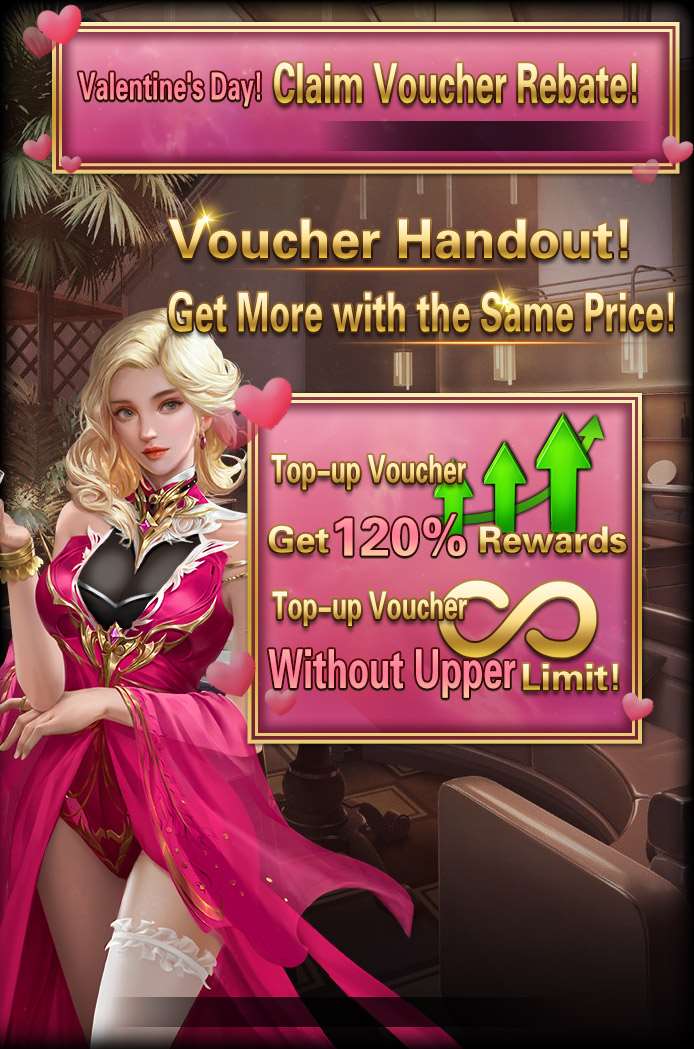 Valentine's Day! Claim Voucher Rebate!
Voucher Handout!
Get More with the Same Price!
Top-up Voucher
Get 120% Rewards
Top-up Voucher
Without Upper Limit!